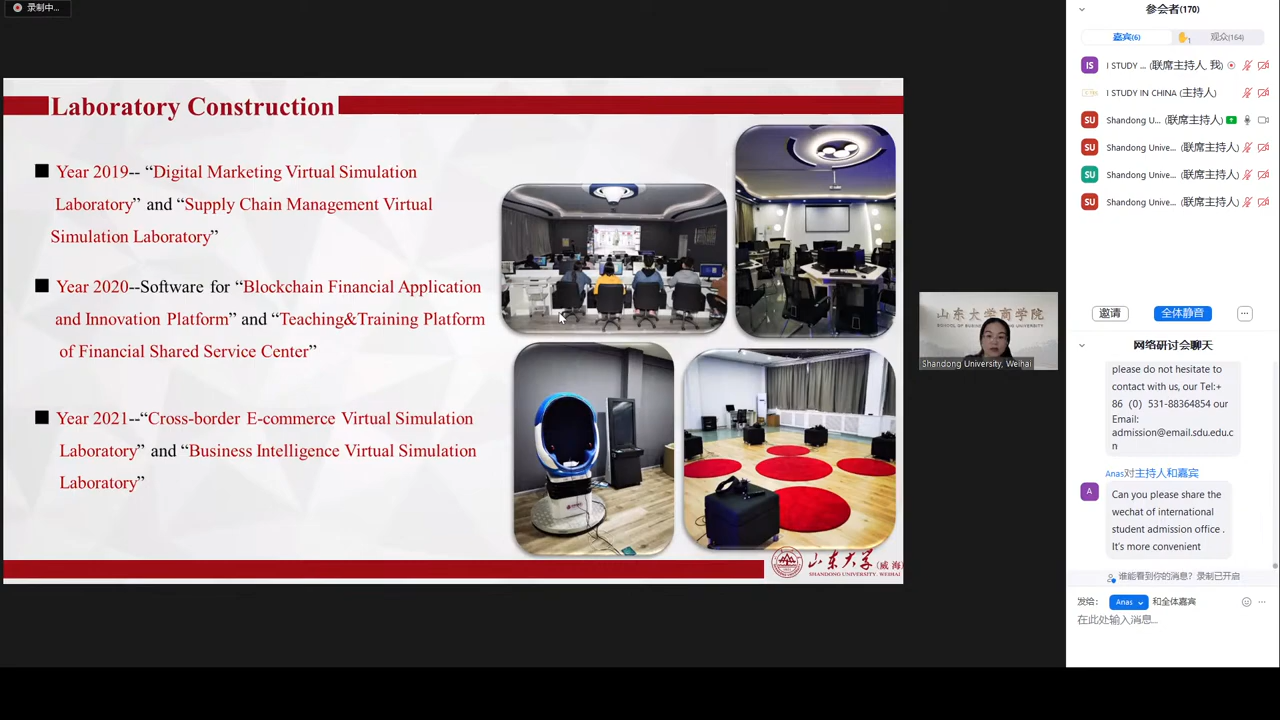 录制中...
Laboratory Construction
■ Year 2019-- “Digital Marketing Virtual Simulation
Laboratory” and “Supply Chain Management Virtual
Simulation Laboratory”
■ Year 2020--Software for “Blockchain Financial Application
and Innovation Platform” and “Teaching&Training Platform
of Financial Shared Service Center”
■ Year 2021--“Cross-border E-commerce Virtual Simulation
Laboratory” and “Business Intelligence Virtual Simulation
Laboratory”
山东大学(威海)
SHANDONG UNIVERSITY, WEIHAI
山东大学商学院
Shandong University, Weihai
参会者(170)
嘉宾(6)
1
观众(164)
IS
I STUDY ... (联席主持人, 我)
I STUDY IN CHINA (主持人)
SU
Shandong U... (联席主持人)
SU
Shandong Unive... (联席主持人)
SU
Shandong Unive... (联席主持人)
SU
Shandong Unive... (联席主持人)
邀请
全体静音
...
网络研讨会聊天
please do not hesitate to
contact with us, our Tel:+
86（0）531-88364854 our
Email:
admission@email.sdu.edu.c
n
Anas对主持人和嘉宾
A
Can you please share the
wechat of international
student admission office .
It's more convenient
谁能看到你的消息？录制已开启
发给：
Anas
和全体嘉宾
...
在此处输入消息...